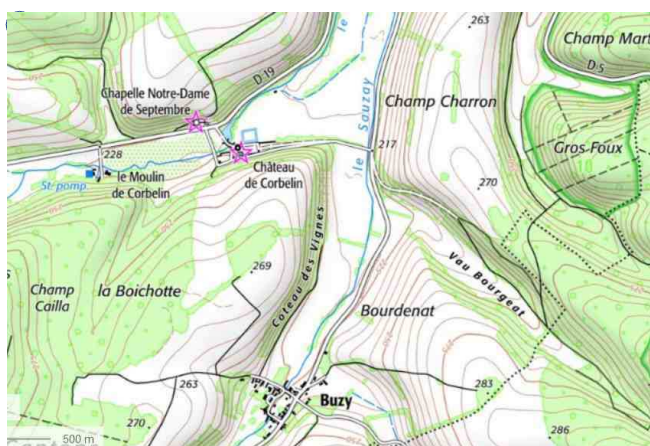 263
Champ Mart
le Sauzay
D.19
D.5
Chapelle Notre-Dame
de Septembre
Champ Charron
Gros-Foux
228
217
le Moulin
de Corbelin
Château
de Corbelin
St. pomp.
270
269
Coteau des Vignes
Vau Bourgeat
Champ
Cailla
la Boichotte
Bourdenat
263
283
Buzy
270
286
500 m